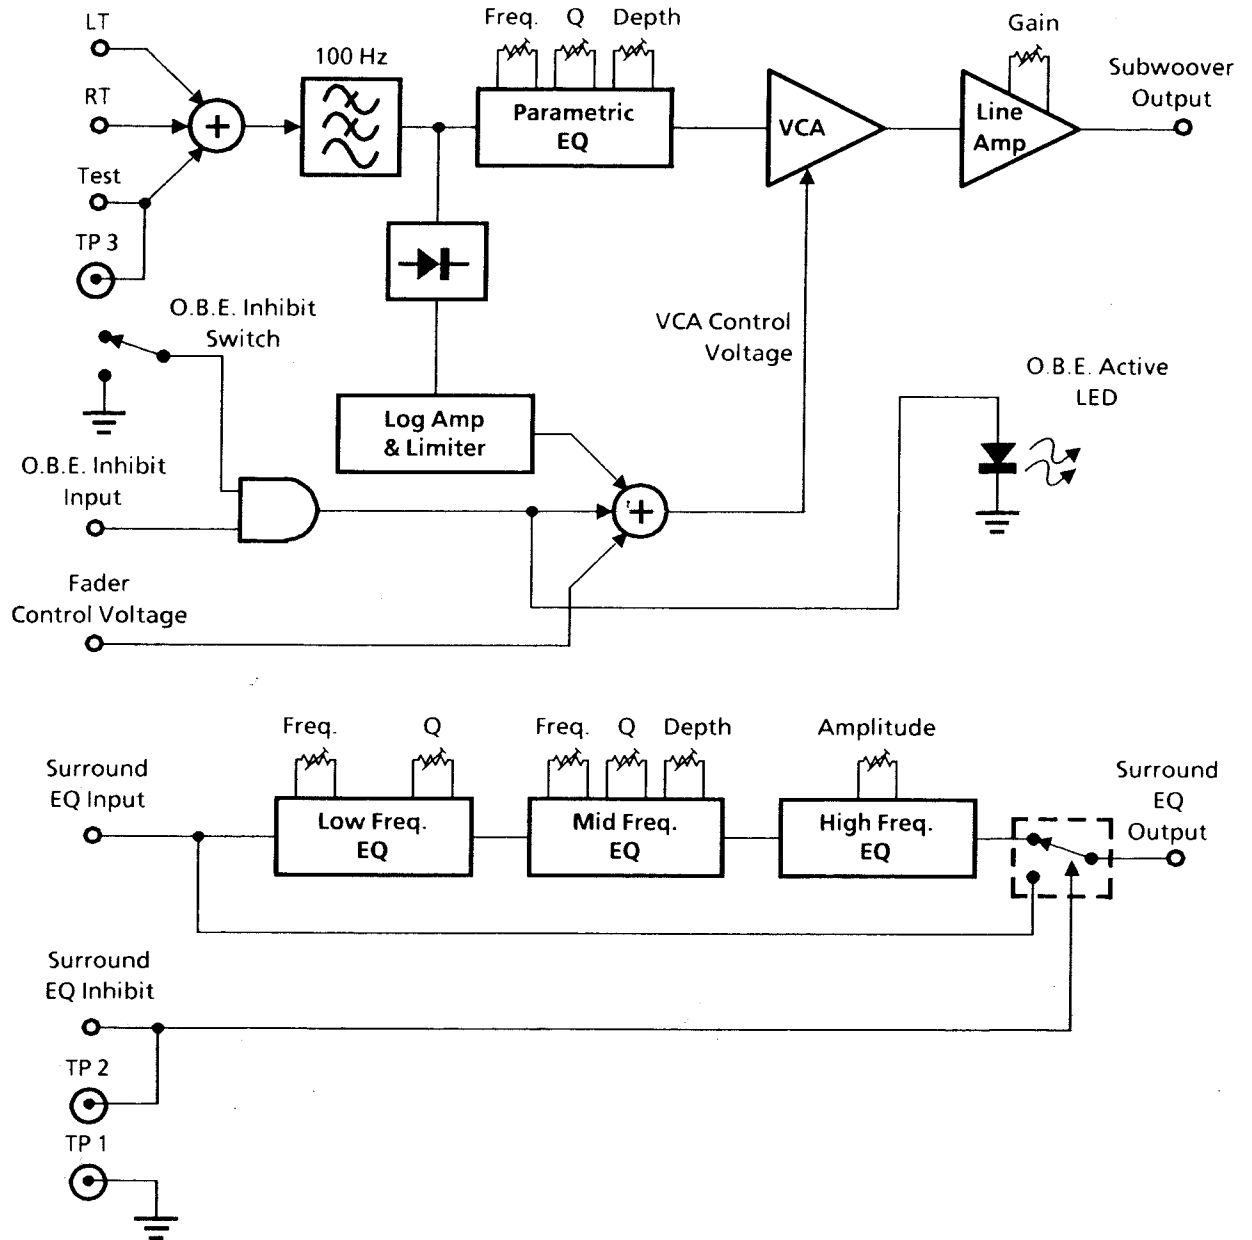 LT
Freq.
Q
Depth
Gain
100 Hz
Subwoover
Output
RT
+
Parametric
EQ
VCA
Line
Amp
Test
TP 3
O.B.E. Inhibit
Switch
VCA Control
Voltage
O.B.E. Active
LED
Log Amp
& Limiter
O.B.E. Inhibit
Input
+
Fader
Control Voltage
Freq.
Q
Freq.
Q
Depth
Amplitude
Surround
EQ Input
Low Freq.
EQ
Mid Freq.
EQ
High Freq.
EQ
Surround
EQ
Output
Surround
EQ Inhibit
TP 2
TP 1